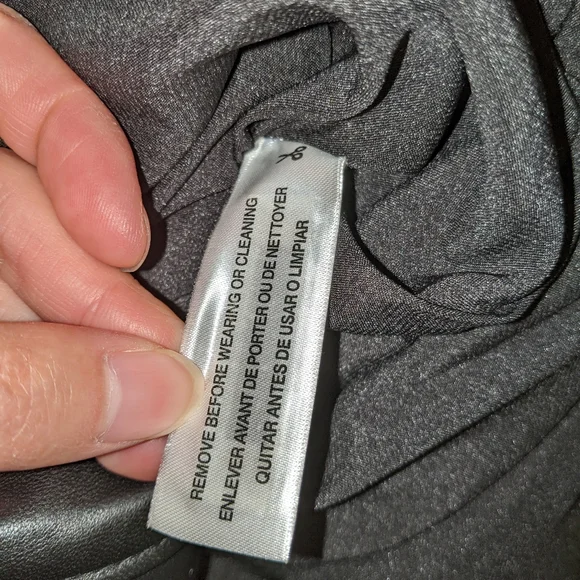 REMOVE BEFORE WEARING OR CLEANING
ENLEVER AVANT DE PORTER OU DE NETTOYER
QUITAR ANTES DE USAR O LIMPIAR